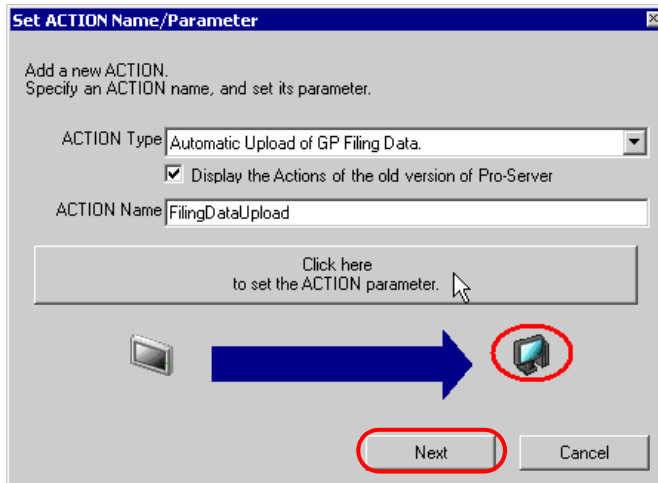 Set ACTION Name/Parameter
Add a new ACTION.
Specify an ACTION name, and set its parameter.
ACTION Type Automatic Upload of GP Filing Data.
Display the Actions of the old version of Pro-Server
ACTION Name FilingDataUpload
Click here
to set the ACTION parameter.
Next Cancel